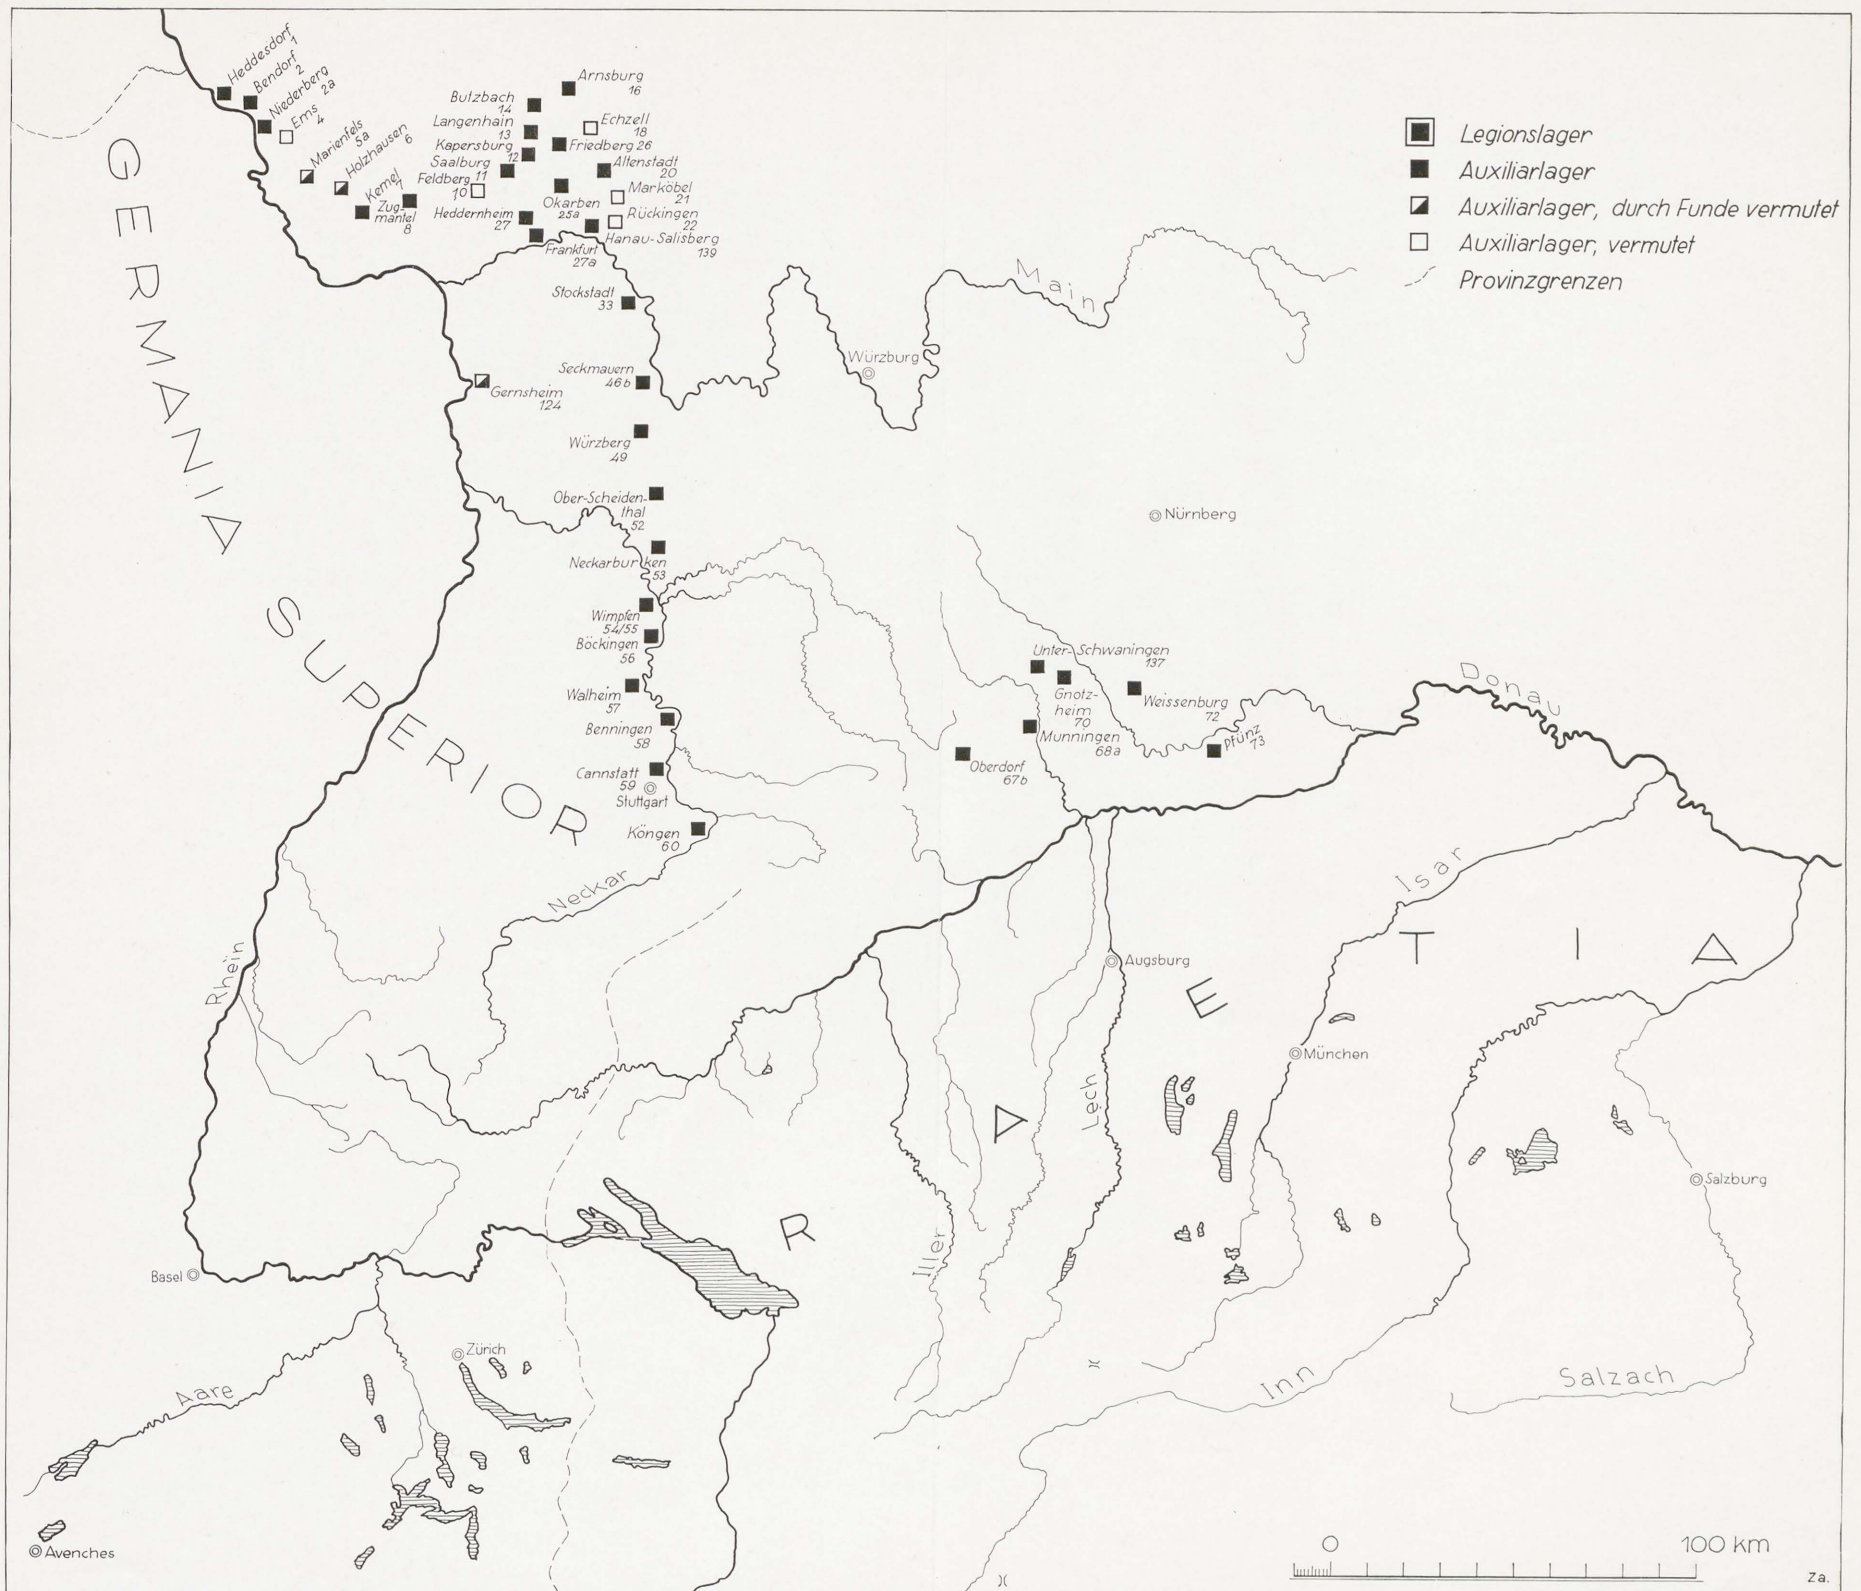 Heddesdorf
1
Bendorf
2
Niederberg
2a
Ems
4
Marienfels
5a
Holzhausen
6
Kemel
7
Zug-
mantel
8
Arnsburg
16
Butzbach
14
Langenhain
13
Echzell
18
Kapersburg
12
Friedberg 26
Saalburg
11
Altenstadt
20
Feldberg
10
Marköbel
21
Okarben
25a
Heddernheim
27
Rückingen
22
Hanau-Salisberg
139
Frankfurt
27a
Stockstadt
33
Seckmauern
46b
Gernsheim
124
Würzberg
49
Ober-Scheiden-
thal
52
Neckarburken
53
Wimpfen
54/55
Böckingen
56
Walheim
57
Benningen
58
Cannstatt
59
Stuttgart
Köngen
60
Unter-Schwaningen
137
Gnotz-
heim
70
Weissenburg
72
Munningen
68a
Pfünz
73
Oberdorf
67b
Legionslager
Auxiliarlager
Auxiliarlager, durch Funde vermutet
Auxiliarlager, vermutet
Provinzgrenzen
GERMANIA SUPERIOR
RAETIA
Main
Würzburg
Nürnberg
Donau
Neckar
Rhein
Isar
Augsburg
München
Lech
Iller
Salzburg
Basel
Zürich
Aare
Inn
Salzach
Avenches
0 100 km
Za.